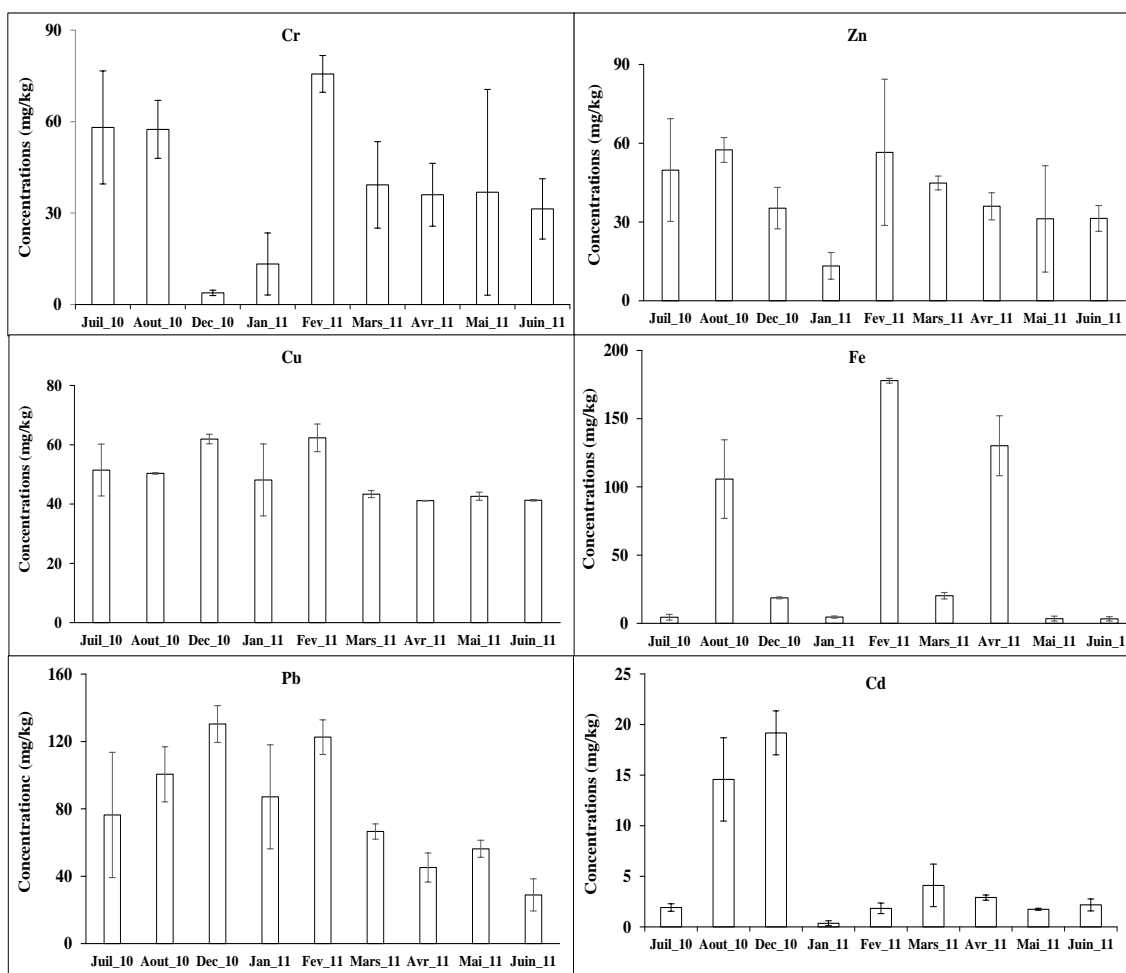 Cr
Concentrations (mg/kg)
90
60
30
0
Juil_10 Aout_10 Dec_10 Jan_11 Fev_11 Mars_11 Avr_11 Mai_11 Juin_11
Zn
Concentrations (mg/kg)
90
60
30
0
Juil_10 Aout_10 Dec_10 Jan_11 Fev_11 Mars_11 Avr_11 Mai_11 Juin_11
Cu
Concentrations (mg/kg)
80
60
40
20
0
Juil_10 Aout_10 Dec_10 Jan_11 Fev_11 Mars_11 Avr_11 Mai_11 Juin_11
Fe
Concentrations (mg/kg)
200
150
100
50
0
Juil_10 Aout_10 Dec_10 Jan_11 Fev_11 Mars_11 Avr_11 Mai_11 Juin_11
Pb
Concentrationc (mg/kg)
160
120
80
40
0
Juil_10 Aout_10 Dec_10 Jan_11 Fev_11 Mars_11 Avr_11 Mai_11 Juin_11
Cd
Concentrations (mg/kg)
25
20
15
10
5
0
Juil_10 Aout_10 Dec_10 Jan_11 Fev_11 Mars_11 Avr_11 Mai_11 Juin_11